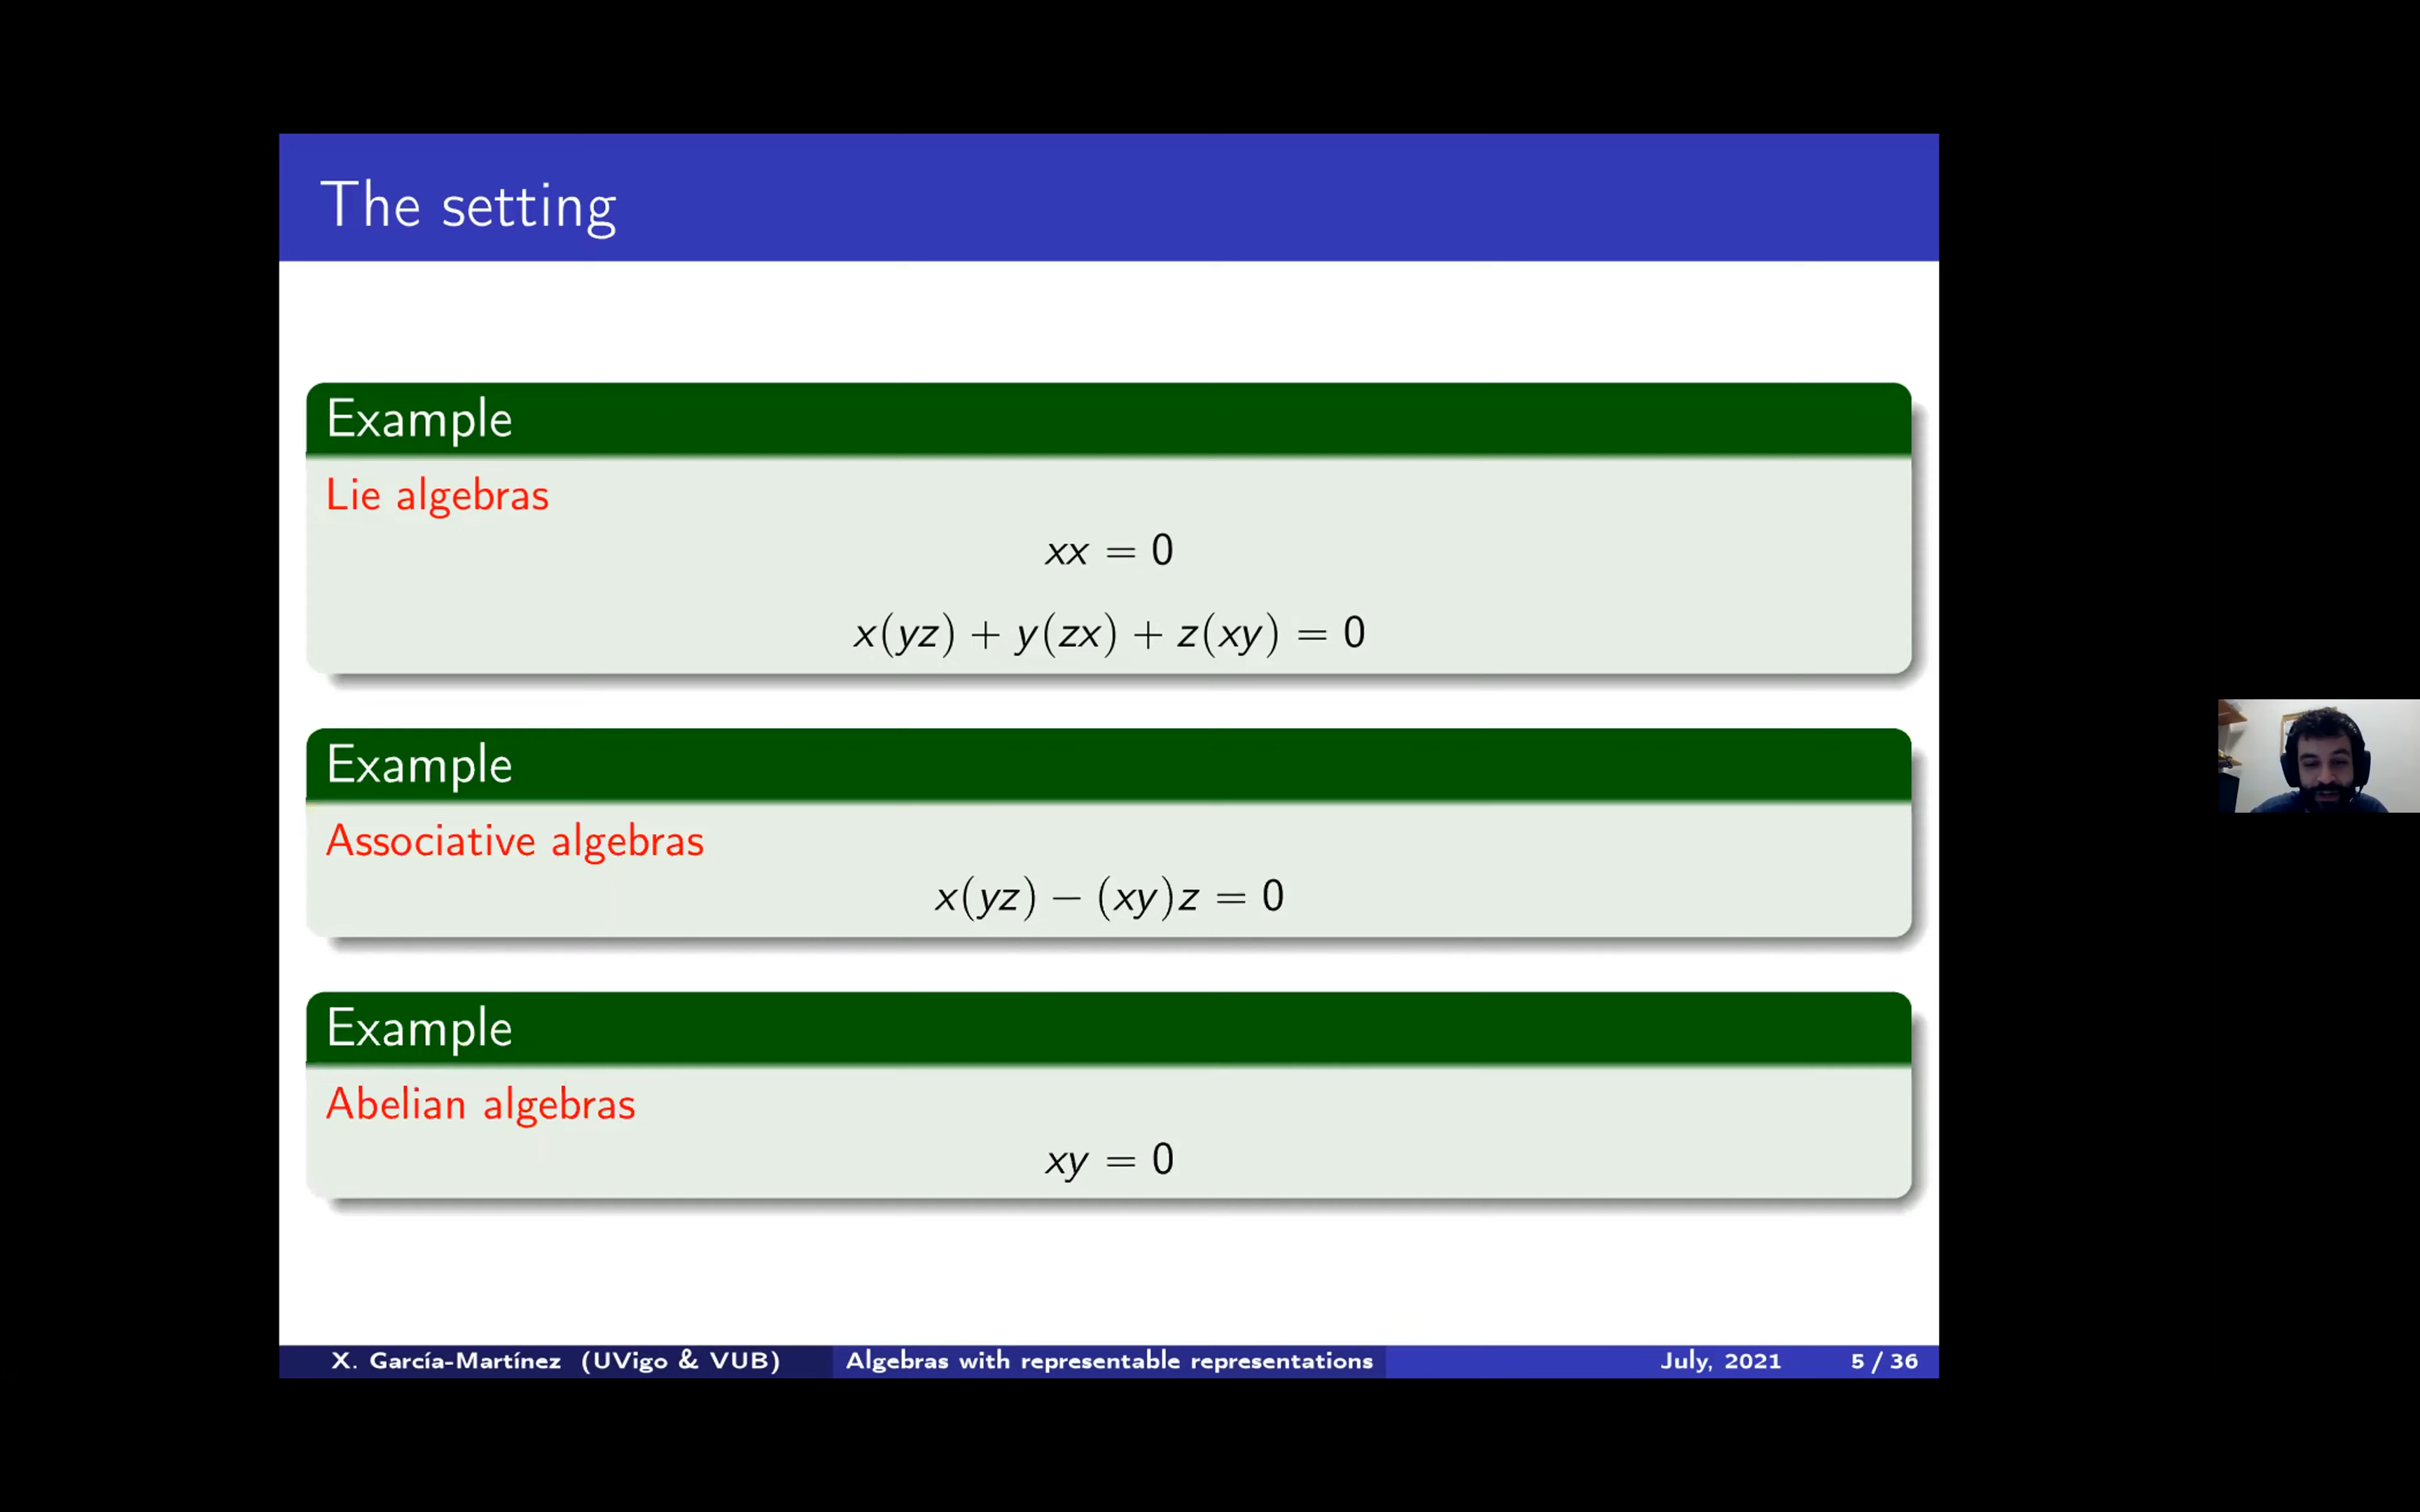 The setting
Example
Lie algebras
xx = 0
x(yz) + y(zx) + z(xy) = 0
Example
Associative algebras
x(yz) − (xy)z = 0
Example
Abelian algebras
xy = 0
X. García-Martínez (UVigo & VUB) Algebras with representable representations July, 2021 5 / 36